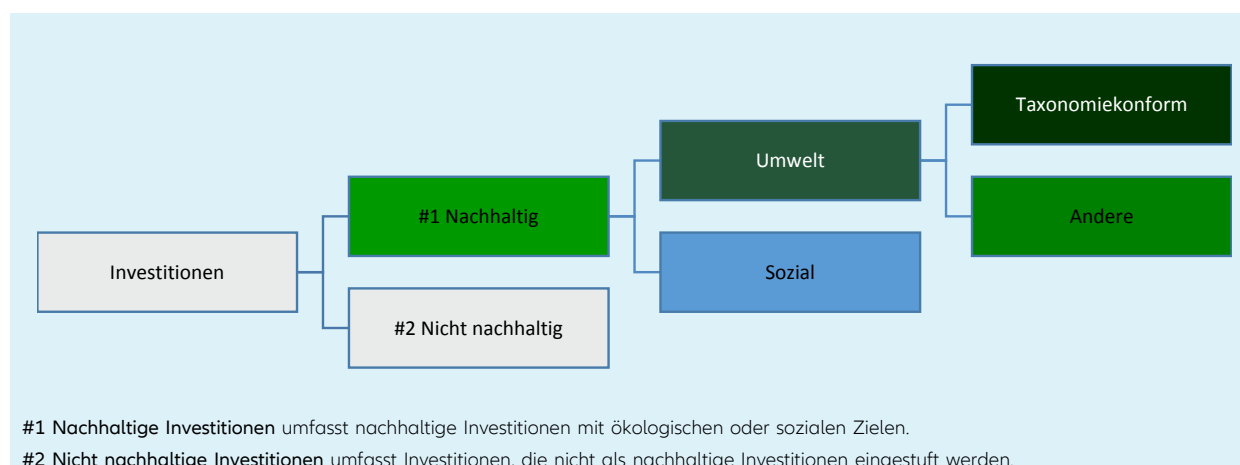 Taxonomiekonform
Umwelt
#1 Nachhaltig
Andere
Investitionen
Sozial
#2 Nicht nachhaltig
#1 Nachhaltige Investitionen umfasst nachhaltige Investitionen mit ökologischen oder sozialen Zielen.
#2 Nicht nachhaltige Investitionen umfasst Investitionen, die nicht als nachhaltige Investitionen eingestuft werden.